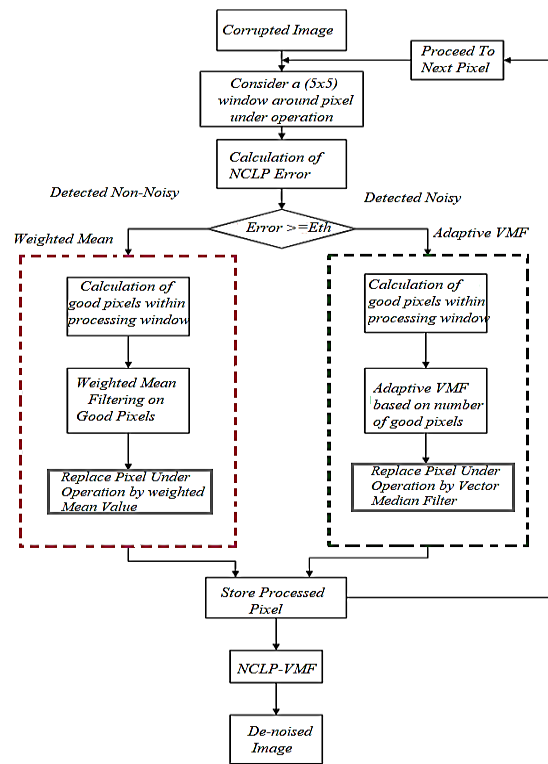 Corrupted Image
Proceed To
Next Pixel
Consider a (5x5)
window around pixel
under operation
Calculation of
NCLP Error
Detected Non-Noisy
Detected Noisy
Error >=Eth
Weighted Mean
Adaptive VMF
Calculation of
good pixels within
processing window
Weighted Mean
Filtering on
Good Pixels
Replace Pixel Under
Operation by weighted
Mean Value
Calculation of
good pixels within
processing window
Adaptive VMF
based on number
of good pixels
Replace Pixel Under
Operation by Vector
Median Filter
Store Processed
Pixel
NCLP-VMF
De-noised
Image